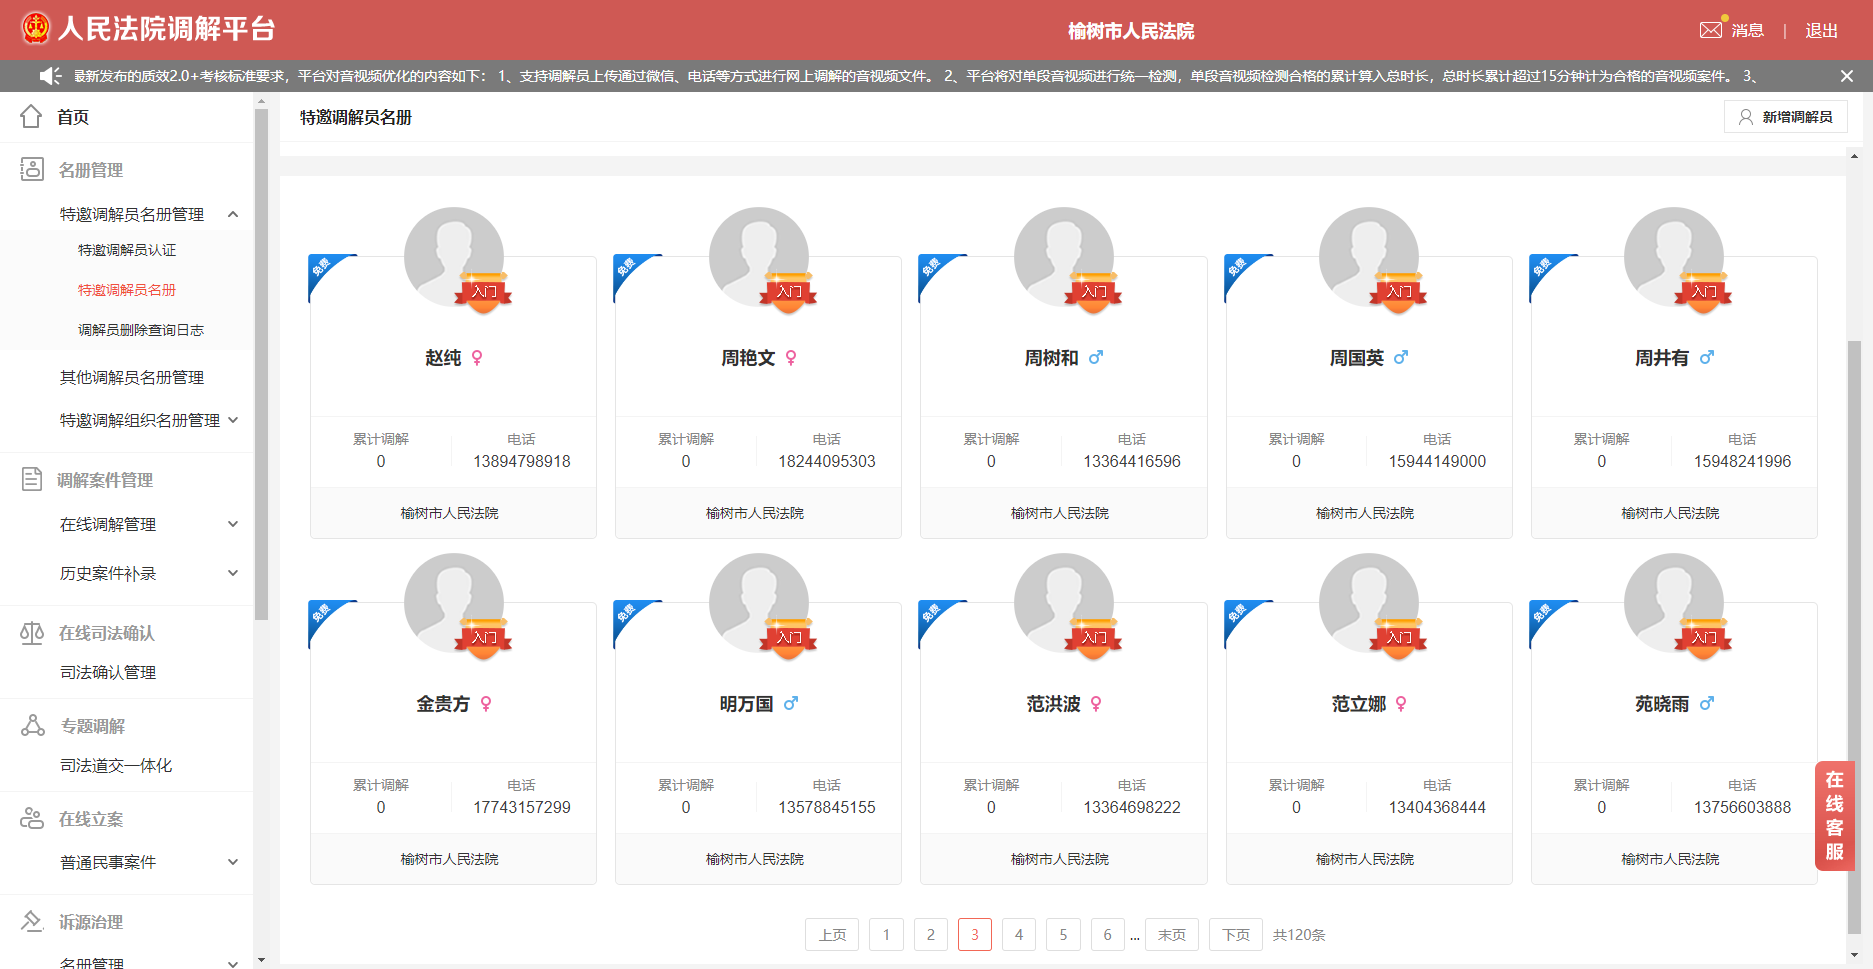 人民法院调解平台
榆树市人民法院
消息 | 退出
最新发布的质效2.0+考核标准要求，平台对音视频优化的内容如下： 1、支持调解员上传通过微信、电话等方式进行网上调解的音视频文件。 2、平台将对单段音视频进行统一检测，单段音视频检测合格的累计算入总时长，总时长累计超过15分钟计为合格的音视频案件。 3、
首页
名册管理
特邀调解员名册管理
特邀调解员认证
特邀调解员名册
调解员删除查询日志
其他调解员名册管理
特邀调解组织名册管理
调解案件管理
在线调解管理
历史案件补录
在线司法确认
司法确认管理
专题调解
司法道交一体化
在线立案
普通民事案件
诉源治理
名册管理
特邀调解员名册
新增调解员
免费 入门 免费 入门 免费 入门 免费 入门 免费 入门
赵纯 周艳文 周树和 周国英 周井有
累计调解 电话 累计调解 电话 累计调解 电话 累计调解 电话 累计调解 电话
0 13894798918 0 18244095303 0 13364416596 0 15944149000 0 15948241996
榆树市人民法院 榆树市人民法院 榆树市人民法院 榆树市人民法院 榆树市人民法院
免费 入门 免费 入门 免费 入门 免费 入门 免费 入门
金贵方 明万国 范洪波 范立娜 苑晓雨
累计调解 电话 累计调解 电话 累计调解 电话 累计调解 电话 累计调解 电话
0 17743157299 0 13578845155 0 13364698222 0 13404368444 0 13756603888
榆树市人民法院 榆树市人民法院 榆树市人民法院 榆树市人民法院 榆树市人民法院
上页 1 2 3 4 5 6 ... 末页 下页 共120条
在线客服